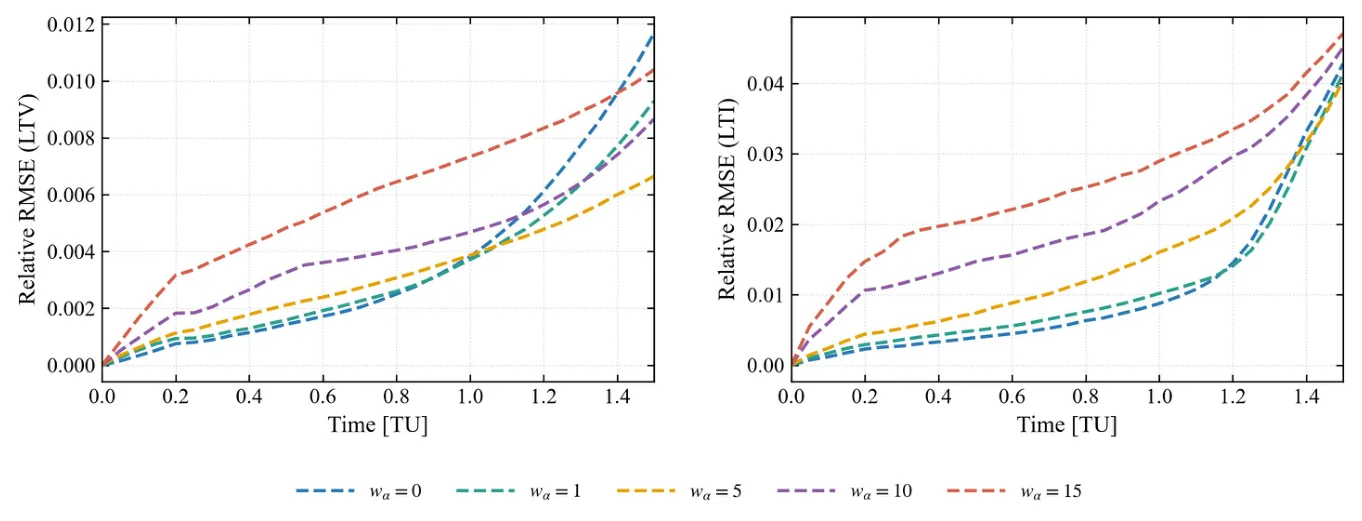 Relative RMSE (LTV)
0.012
0.010
0.008
0.006
0.004
0.002
0.000
0.0 0.2 0.4 0.6 0.8 1.0 1.2 1.4
Time [TU]
Relative RMSE (LTI)
0.04
0.03
0.02
0.01
0.00
0.0 0.2 0.4 0.6 0.8 1.0 1.2 1.4
Time [TU]
wα = 0 wα = 1 wα = 5 wα = 10 wα = 15